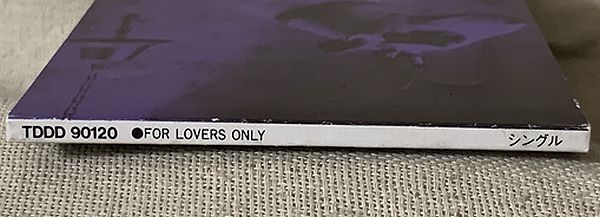 TDDD 90120 ●FOR LOVERS ONLY シングル